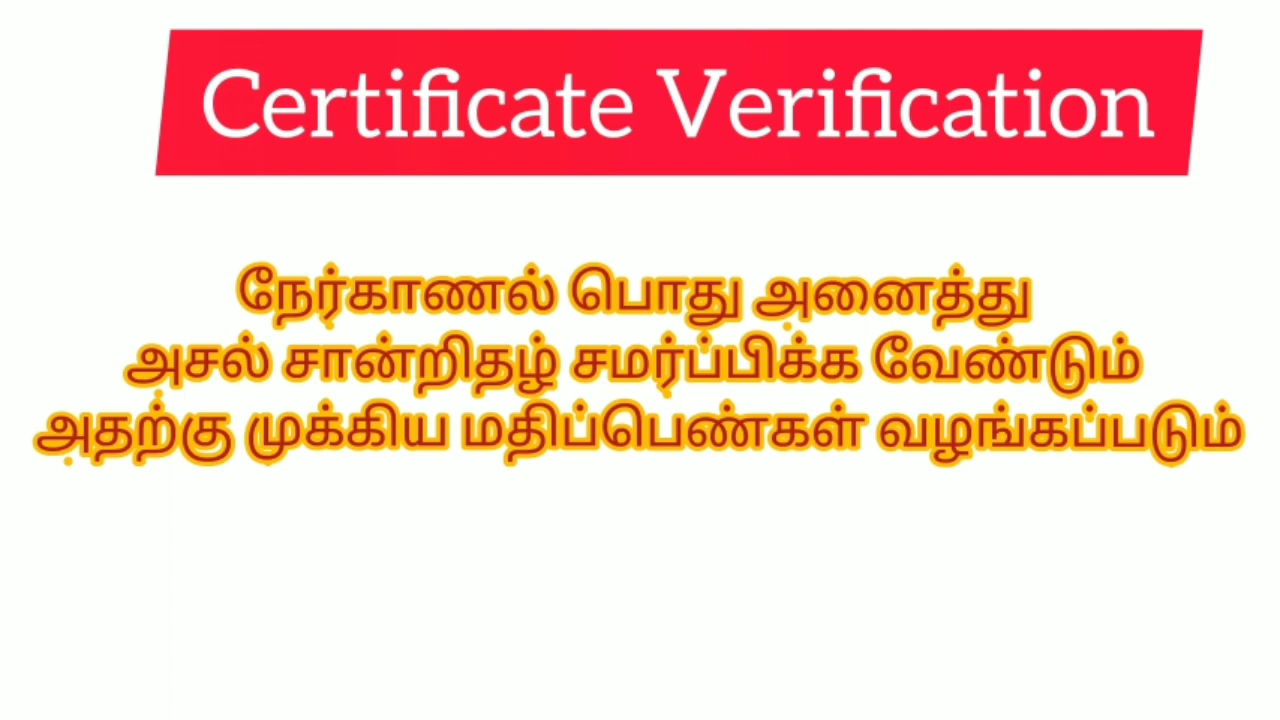 Certificate Verification
நேர்காணல் பொது அனைத்து
அசல் சான்றிதழ் சமர்ப்பிக்க வேண்டும்
அதற்கு முக்கிய மதிப்பெண்கள் வழங்கப்படும்